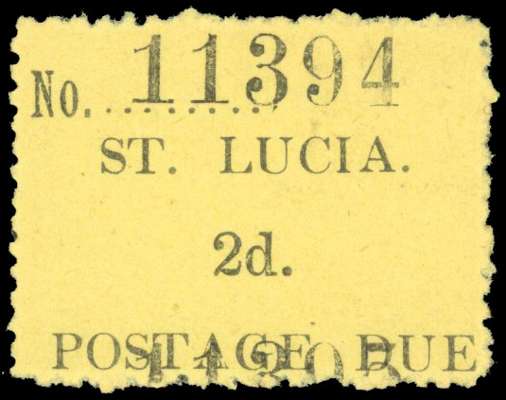 No. 11394
ST. LUCIA.
2d.
POSTAGE DUE